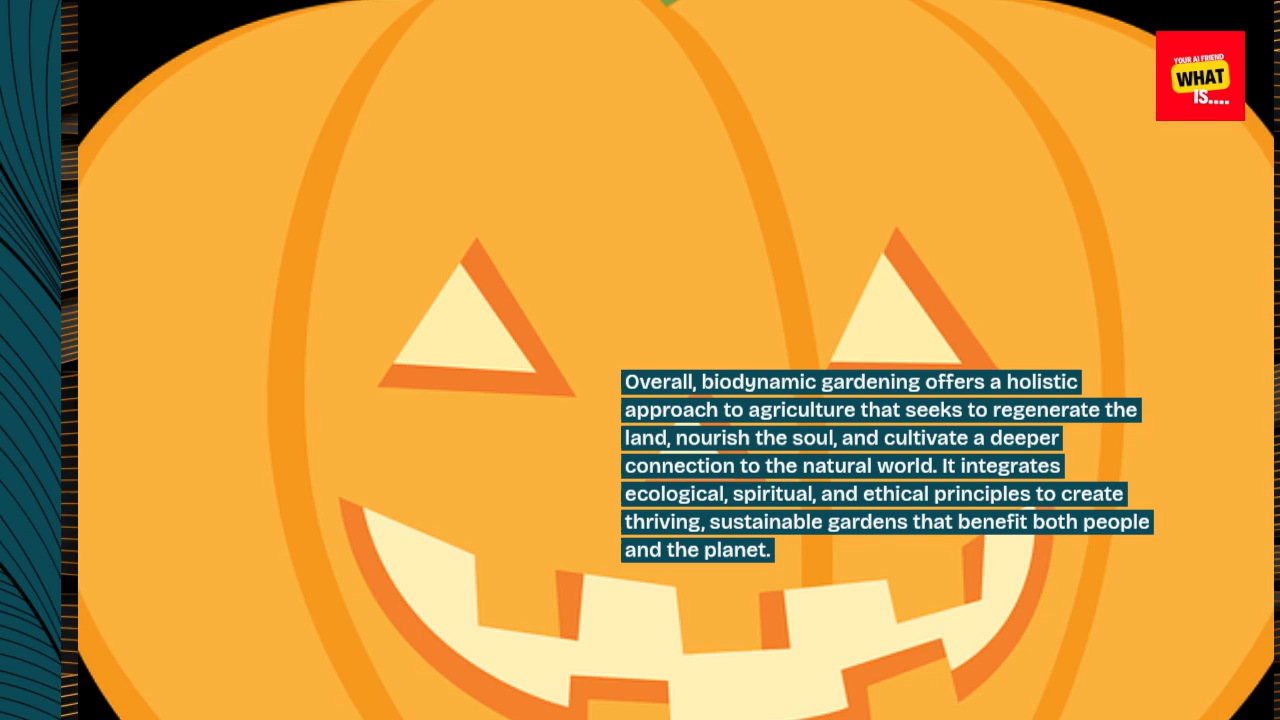 YOUR AI FRIEND
WHAT
IS....
Overall, biodynamic gardening offers a holistic
approach to agriculture that seeks to regenerate the
land, nourish the soul, and cultivate a deeper
connection to the natural world. It integrates
ecological, spiritual, and ethical principles to create
thriving, sustainable gardens that benefit both people
and the planet.